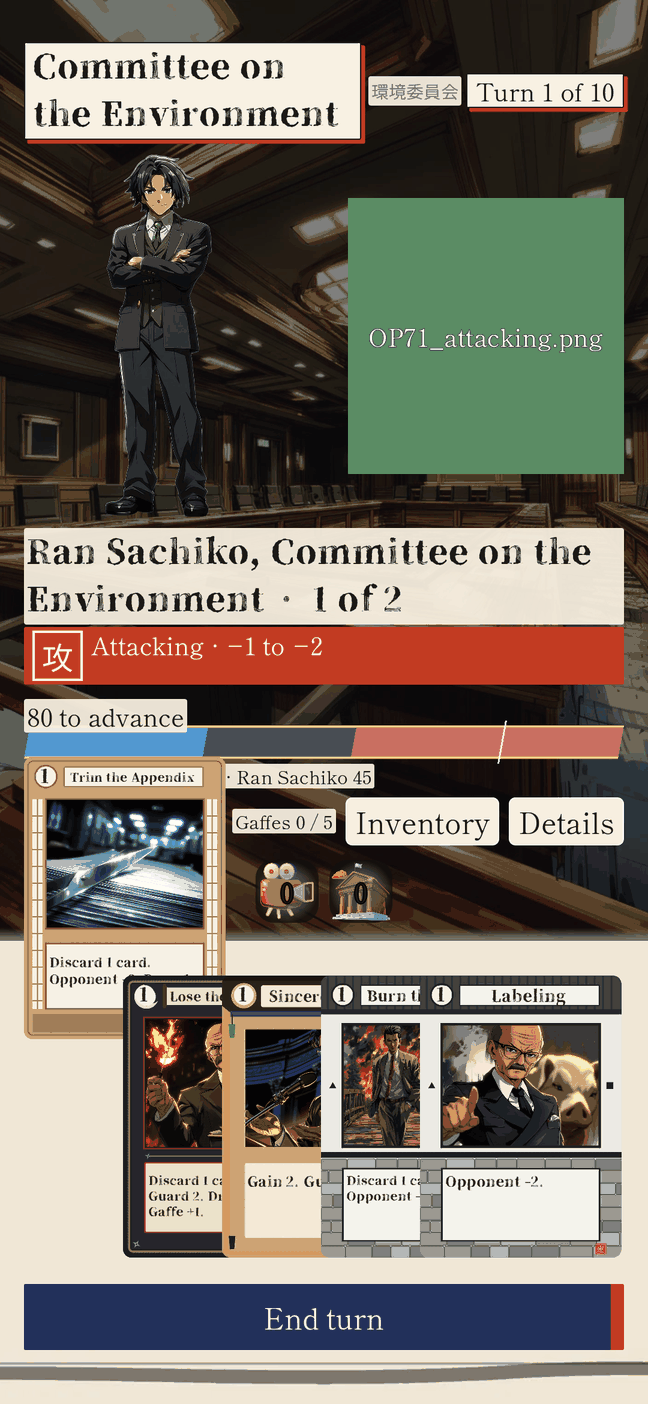 Committee on
the Environment
環境委員会
Turn 1 of 10
OP71_attacking.png
Ran Sachiko, Committee on the
Environment · 1 of 2
攻
Attacking · −1 to −2
80 to advance
· Ran Sachiko 45
Gaffes 0 / 5
Inventory
Details
0
0
1
Trim the Appendix
Discard 1 card.
Opponent
1
Lose the
Discard 1 ca
Guard 2. Dr
Gaffe +1.
1
Sincer
Gain 2. Gu
1
Burn t
Discard 1 ca
Opponent -
1
Labeling
Opponent -2.
End turn